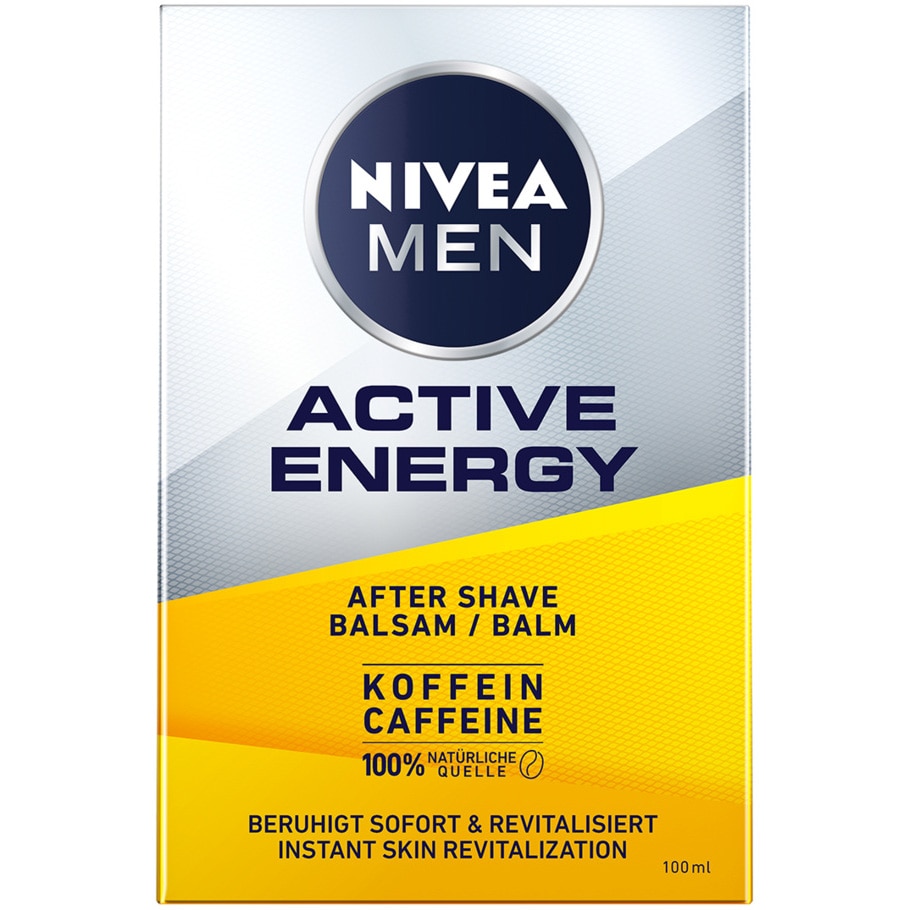 NIVEA
MEN
ACTIVE
ENERGY
AFTER SHAVE
BALSAM / BALM
KOFFEIN
CAFFEINE
100% NATÜRLICHE
QUELLE
BERUHIGT SOFORT & REVITALISIERT
INSTANT SKIN REVITALIZATION
100ml